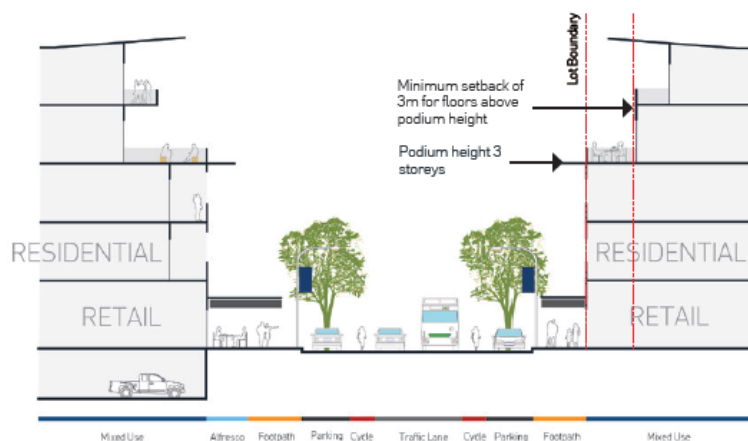 Lot Boundary
Minimum setback of
3m for floors above
podium height
Podium height 3
storeys
RESIDENTIAL
RESIDENTIAL
RETAIL
RETAIL
Mixed Use
Alfresco
Footpath
Parking
Cycle
Traffic Lane
Cycle
Parking
Footpath
Mixed Use